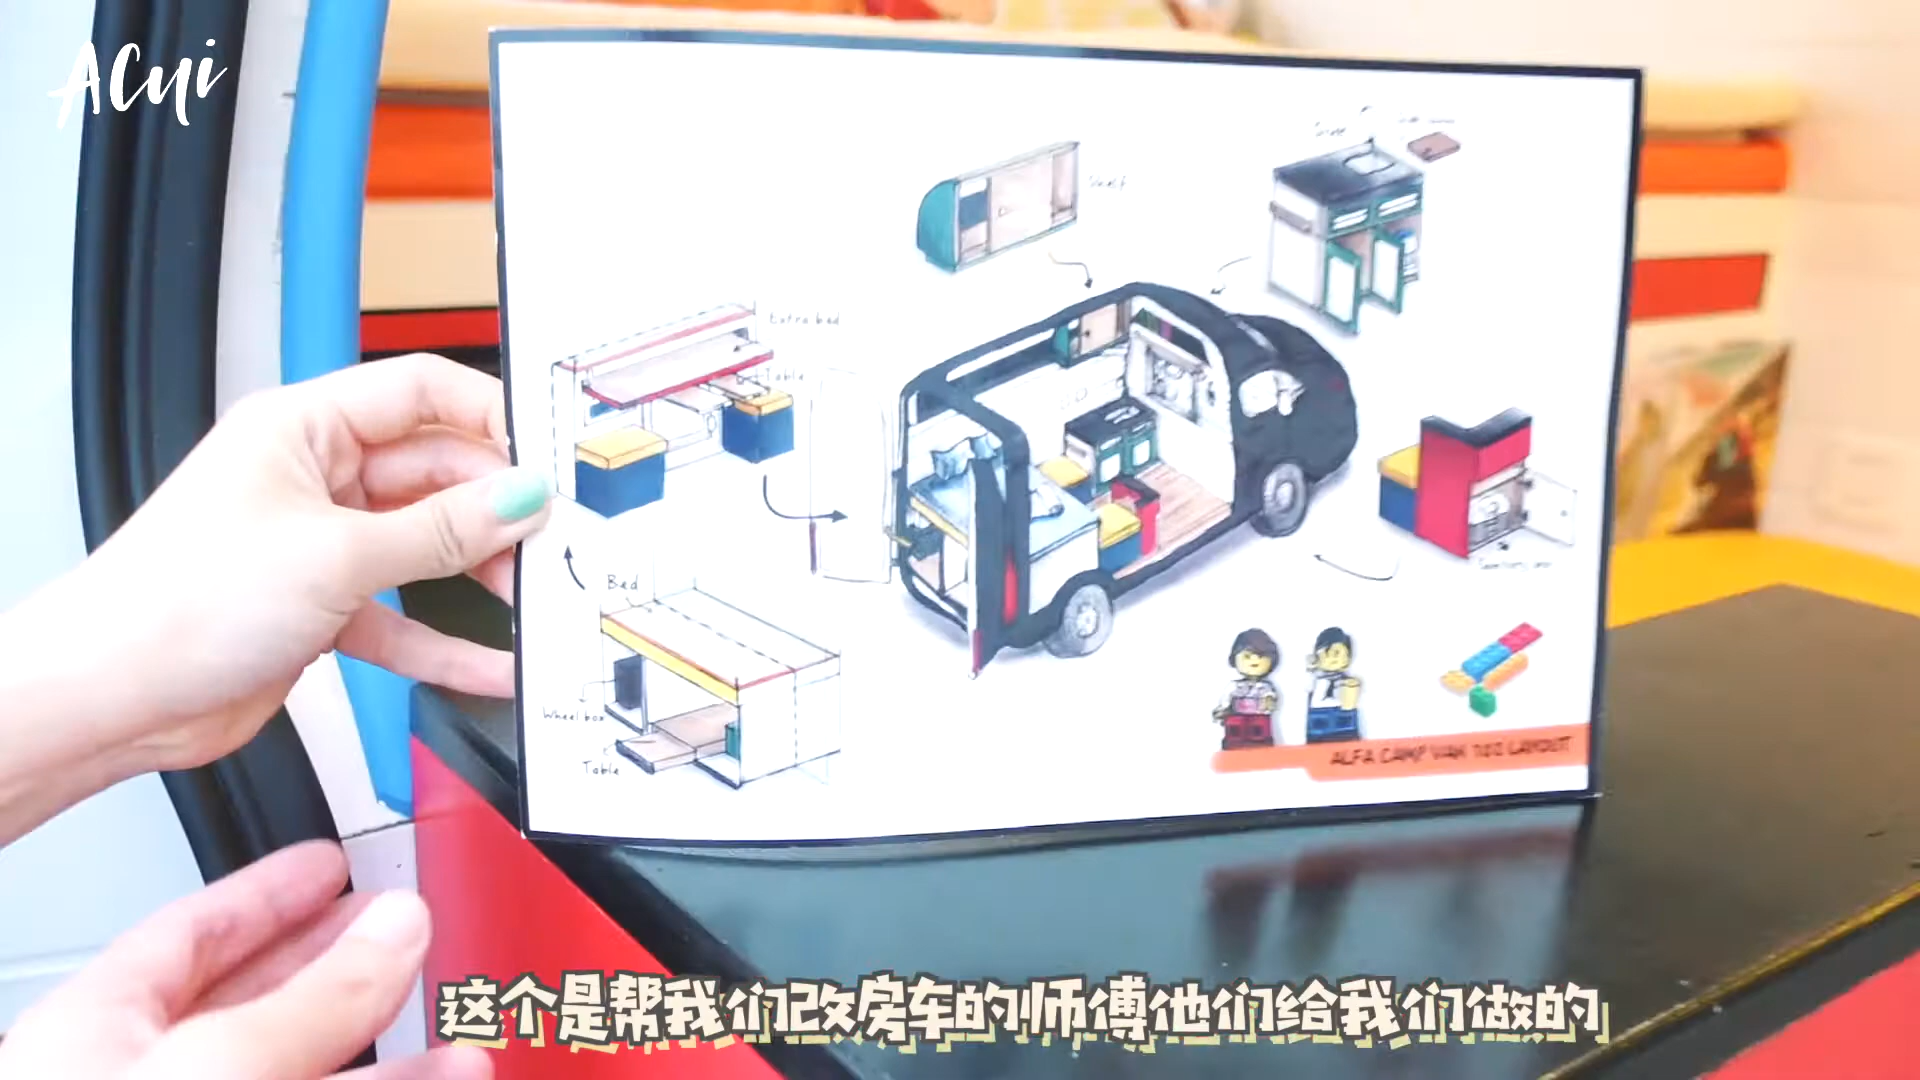 ACui
Shelf
Extra bed
Table
Bed
Wheel box
Table
ALFA CAMP VAN LAYOUT
这个是帮我们改房车的师傅他们给我们做的